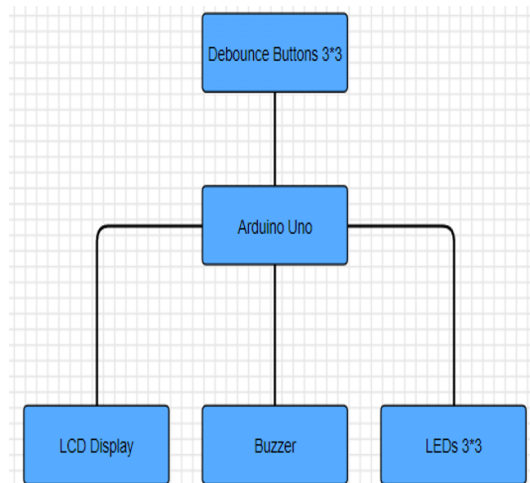 Debounce Buttons 3*3
Arduino Uno
LCD Display
Buzzer
LEDs 3*3